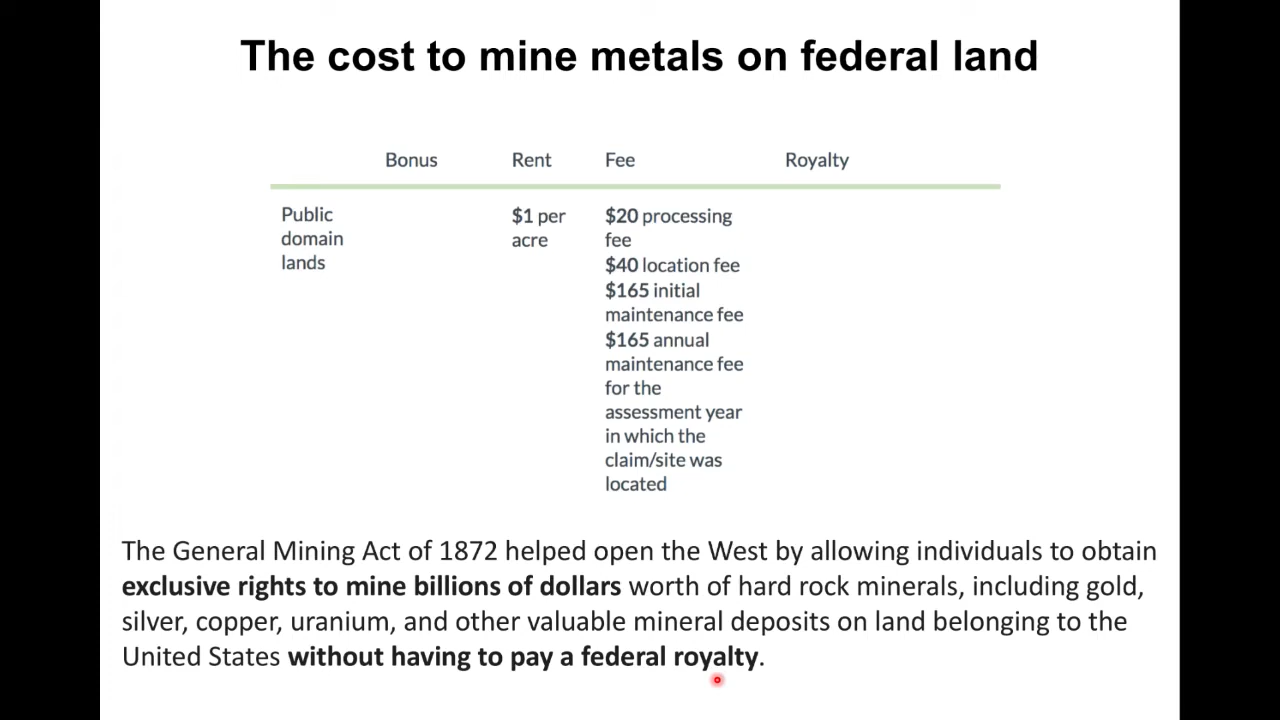 The cost to mine metals on federal land
Bonus Rent Fee Royalty
Public domain lands
$1 per acre
$20 processing fee
$40 location fee
$165 initial maintenance fee
$165 annual maintenance fee for the assessment year in which the claim/site was located
The General Mining Act of 1872 helped open the West by allowing individuals to obtain
exclusive rights to mine billions of dollars worth of hard rock minerals, including gold,
silver, copper, uranium, and other valuable mineral deposits on land belonging to the
United States without having to pay a federal royalty.